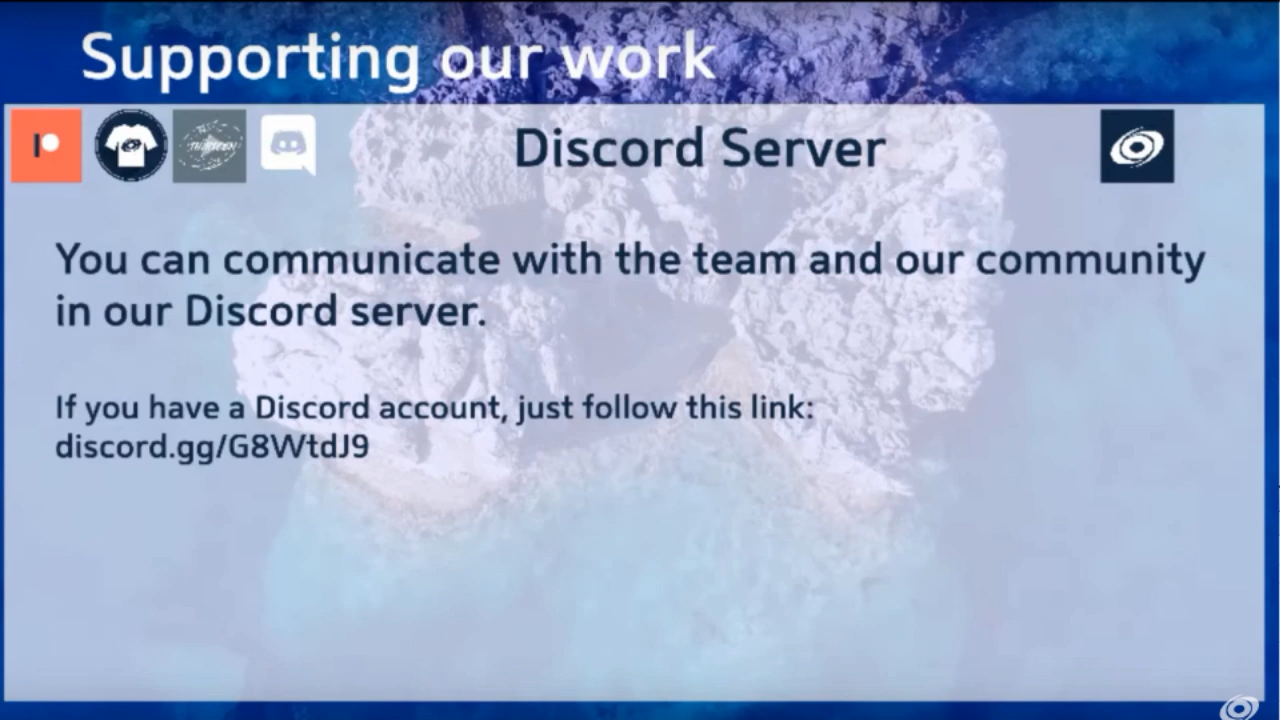 Supporting our work
Discord Server
You can communicate with the team and our community
in our Discord server.
If you have a Discord account, just follow this link:
discord.gg/G8WtdJ9